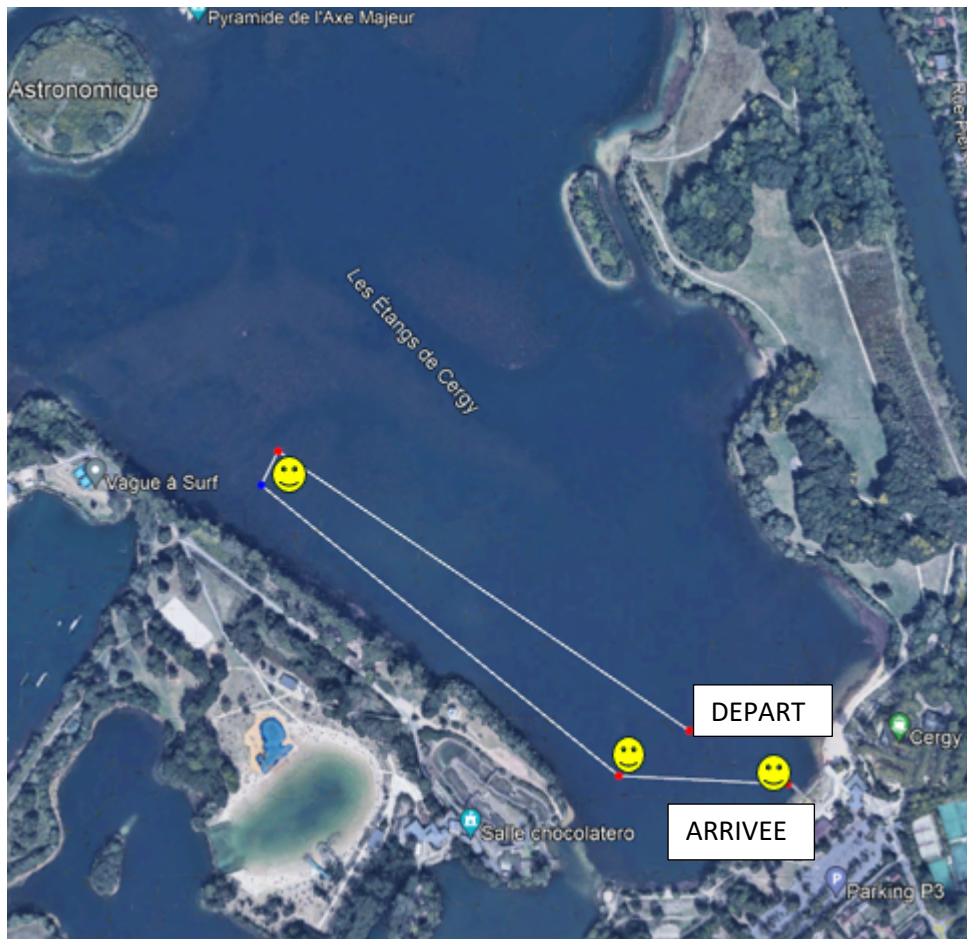 Pyramide de l'Axe Majeur
Astronomique
Les Étangs de Cergy
Vague à Surf
DEPART
Cergy
ARRIVEE
Salle chocolatero
P
Parking P3